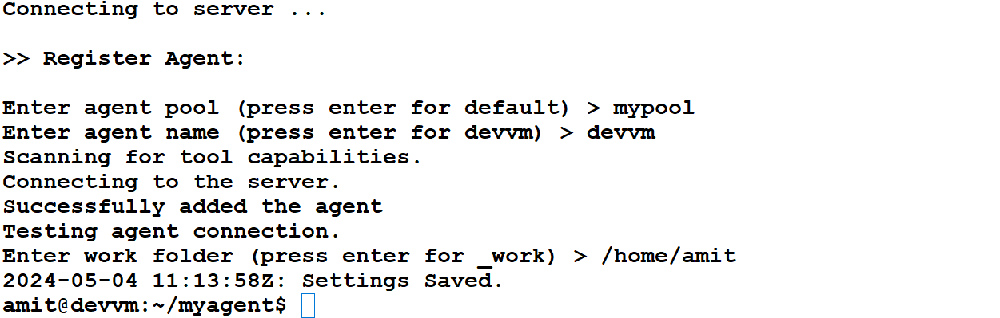 Connecting to server ...
>> Register Agent:
Enter agent pool (press enter for default) > mypool
Enter agent name (press enter for devvm) > devvm
Scanning for tool capabilities.
Connecting to the server.
Successfully added the agent
Testing agent connection.
Enter work folder (press enter for _work) > /home/amit
2024-05-04 11:13:58Z: Settings Saved.
amit@devvm:~/myagent$